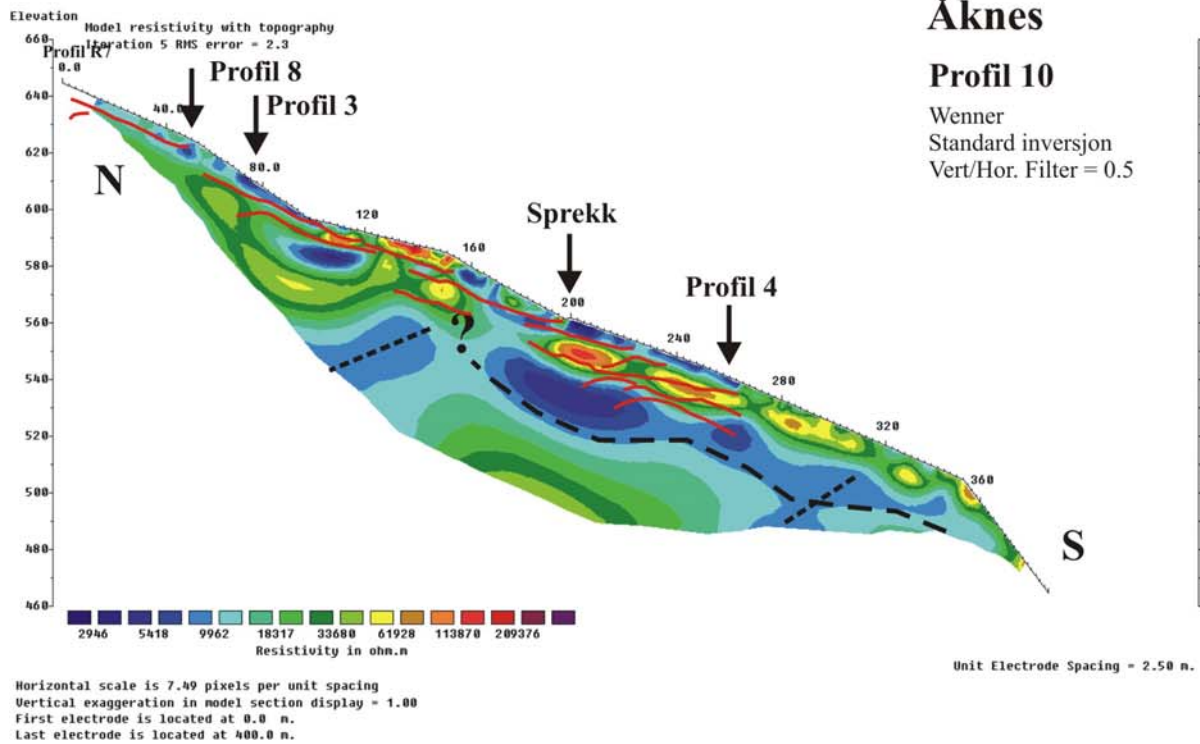 Elevation
Model resistivity with topography
Iteration 5 RMS error = 2.3
Åknes
Profil 10
Wenner
Standard inversjon
Vert/Hor. Filter = 0.5
660
640
620
600
580
560
540
520
500
480
460
Profil R7
0.0
Profil 8
Profil 3
40.0
80.0
N
120
160
Sprekk
200
Profil 4
240
280
320
360
?
S
2946 5418 9962 18317 33680 61928 113870 209376
Resistivity in ohm.m
Unit Electrode Spacing = 2.50 m.
Horizontal scale is 7.49 pixels per unit spacing
Vertical exaggeration in model section display = 1.00
First electrode is located at 0.0 m.
Last electrode is located at 400.0 m.